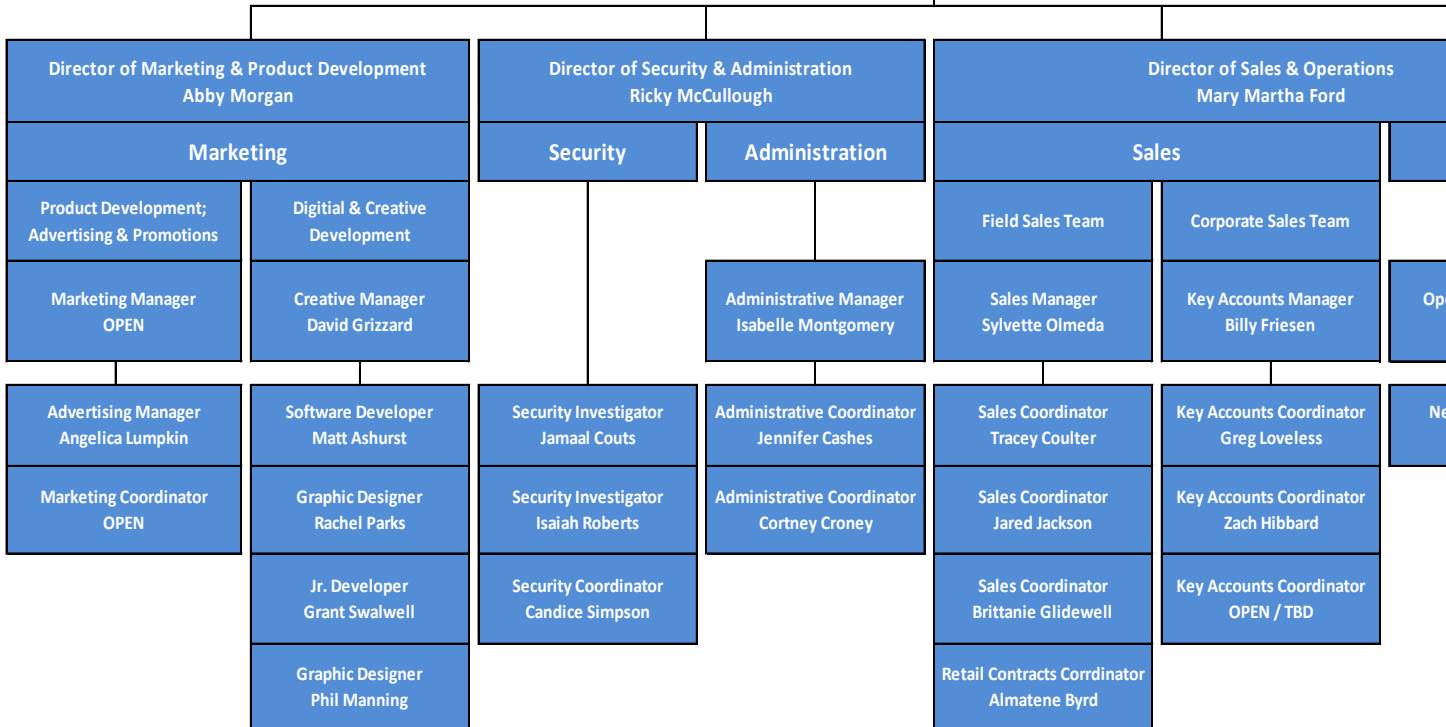 Director of Marketing & Product Development
Abby Morgan
Director of Security & Administration
Ricky McCullough
Director of Sales & Operations
Mary Martha Ford
Marketing
Security
Administration
Sales
Product Development;
Advertising & Promotions
Digitial & Creative
Development
Field Sales Team
Corporate Sales Team
Marketing Manager
OPEN
Creative Manager
David Grizzard
Administrative Manager
Isabelle Montgomery
Sales Manager
Sylvette Olmeda
Key Accounts Manager
Billy Friesen
Advertising Manager
Angelica Lumpkin
Software Developer
Matt Ashurst
Security Investigator
Jamaal Couts
Administrative Coordinator
Jennifer Cashes
Sales Coordinator
Tracey Coulter
Key Accounts Coordinator
Greg Loveless
Marketing Coordinator
OPEN
Graphic Designer
Rachel Parks
Security Investigator
Isaiah Roberts
Administrative Coordinator
Cortney Croney
Sales Coordinator
Jared Jackson
Key Accounts Coordinator
Zach Hibbard
Jr. Developer
Grant Swalwell
Security Coordinator
Candice Simpson
Sales Coordinator
Brittanie Glidewell
Key Accounts Coordinator
OPEN / TBD
Graphic Designer
Phil Manning
Retail Contracts Corrdinator
Almatene Byrd